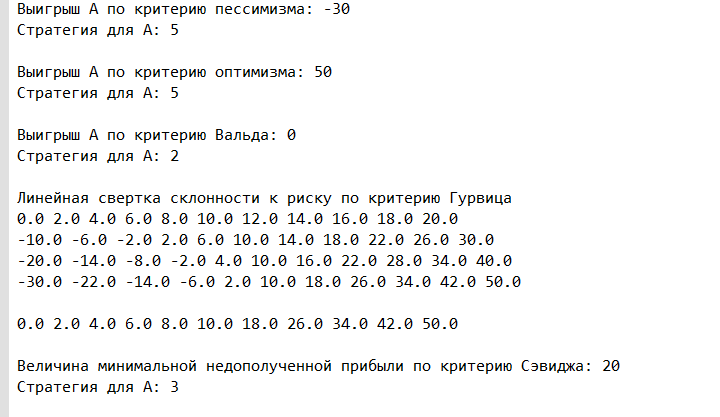 Выигрыш А по критерию пессимизма: -30
Стратегия для А: 5
Выигрыш А по критерию оптимизма: 50
Стратегия для А: 5
Выигрыш А по критерию Вальда: 0
Стратегия для А: 2
Линейная свертка склонности к риску по критерию Гурвица
0.0 2.0 4.0 6.0 8.0 10.0 12.0 14.0 16.0 18.0 20.0
-10.0 -6.0 -2.0 2.0 6.0 10.0 14.0 18.0 22.0 26.0 30.0
-20.0 -14.0 -8.0 -2.0 4.0 10.0 16.0 22.0 28.0 34.0 40.0
-30.0 -22.0 -14.0 -6.0 2.0 10.0 18.0 26.0 34.0 42.0 50.0
0.0 2.0 4.0 6.0 8.0 10.0 18.0 26.0 34.0 42.0 50.0
Величина минимальной недополученной прибыли по критерию Сэвиджа: 20
Стратегия для А: 3